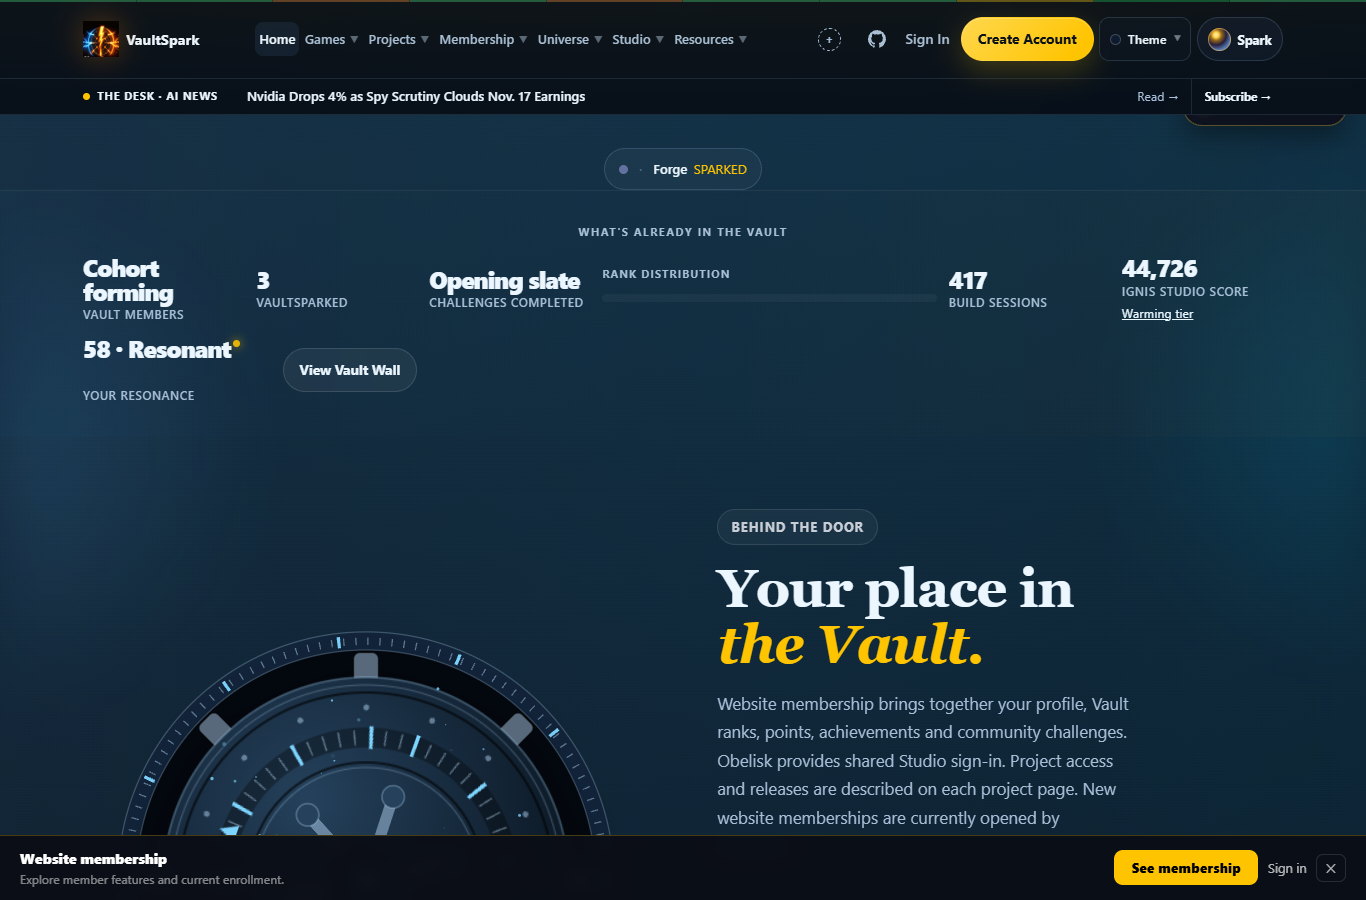 VaultSpark
Home Games Projects Membership Universe Studio Resources
Sign In
Create Account
Theme
Spark
THE DESK · AI NEWS
Nvidia Drops 4% as Spy Scrutiny Clouds Nov. 17 Earnings
Read →
Subscribe →
· Forge SPARKED
WHAT'S ALREADY IN THE VAULT
Cohort
forming
VAULT MEMBERS
3
VAULTSPARKED
Opening slate
CHALLENGES COMPLETED
RANK DISTRIBUTION
417
BUILD SESSIONS
44,726
IGNIS STUDIO SCORE
Warming tier
58 · Resonant
YOUR RESONANCE
View Vault Wall
BEHIND THE DOOR
Your place in
the Vault.
Website membership brings together your profile, Vault
ranks, points, achievements and community challenges.
Obelisk provides shared Studio sign-in. Project access
and releases are described on each project page. New
website memberships are currently opened by
Website membership
Explore member features and current enrollment.
See membership
Sign in